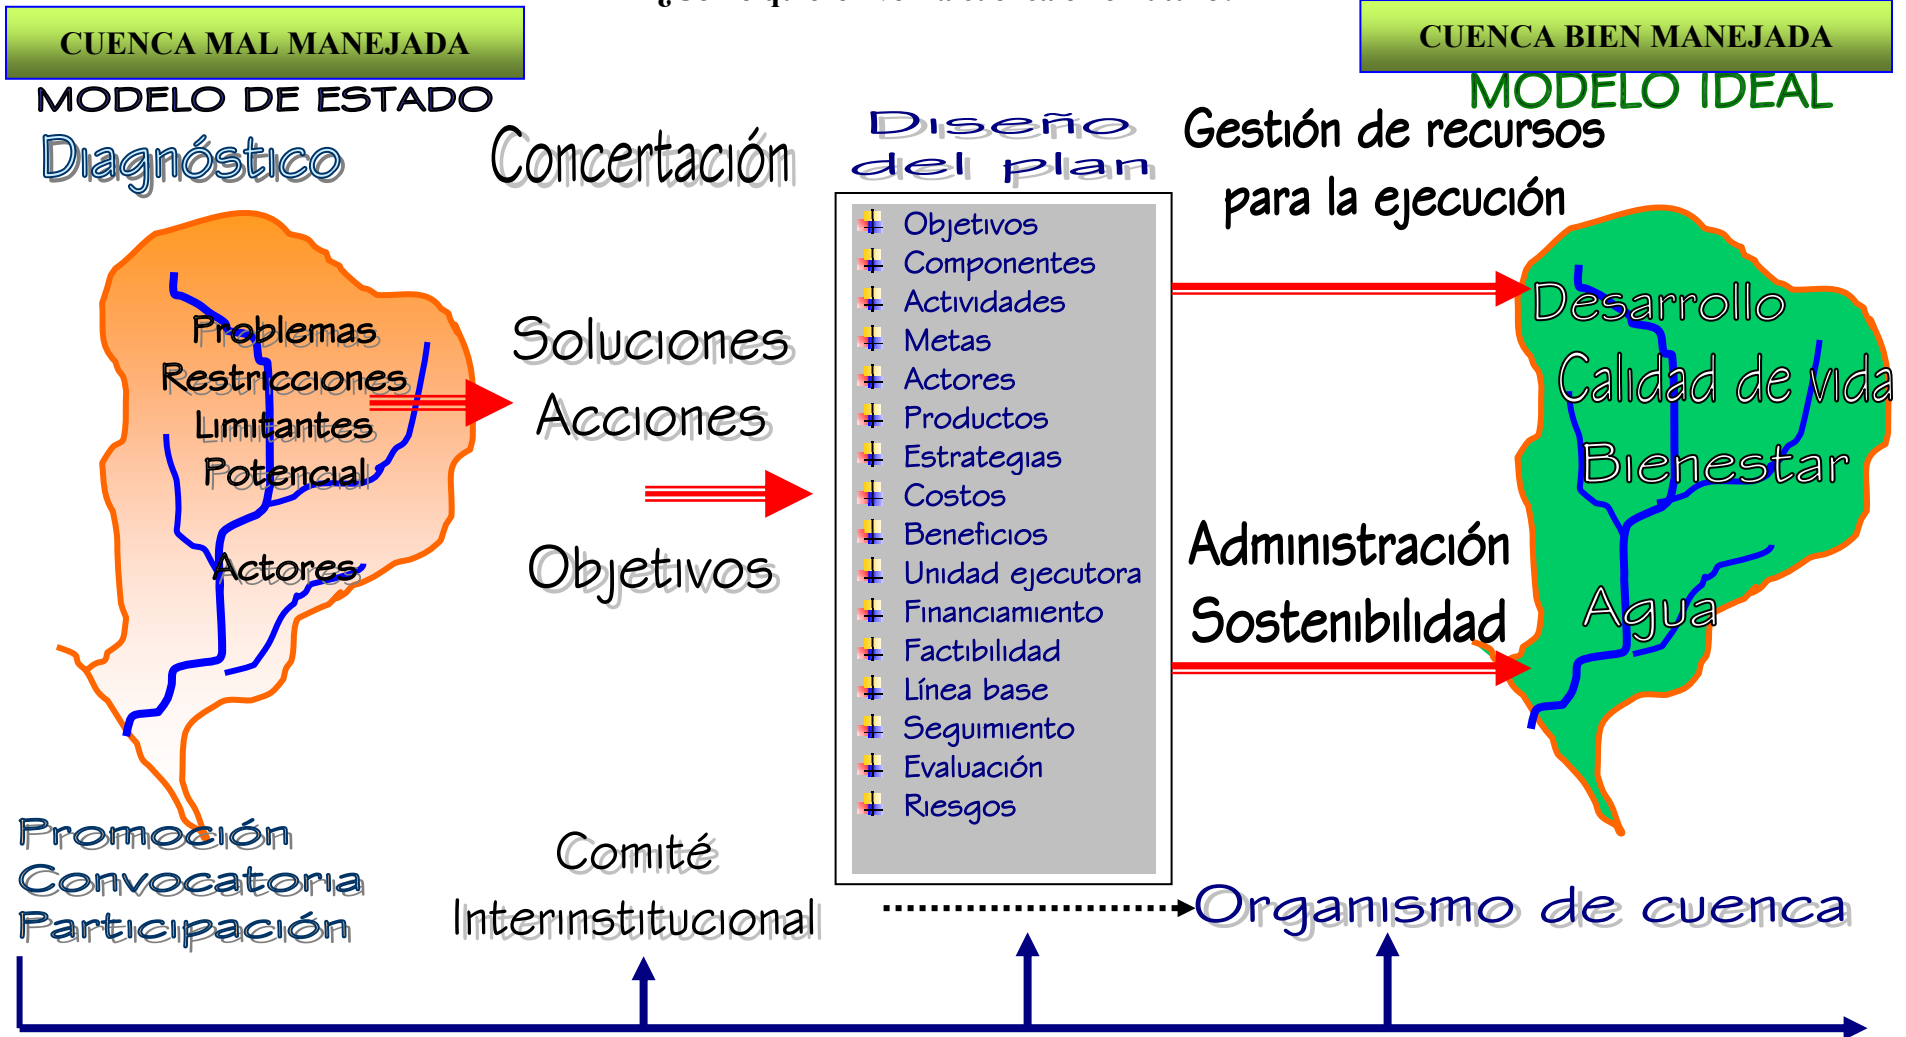 CUENCA MAL MANEJADA
CUENCA BIEN MANEJADA
MODELO DE ESTADO
MODELO IDEAL
Diagnóstico
Concertación
Diseño
del plan
Gestión de recursos
para la ejecución
Problemas
Restricciones
Limitantes
Potencial
Actores
Soluciones
Acciones
Objetivos
Objetivos
Componentes
Actividades
Metas
Actores
Productos
Estrategias
Costos
Beneficios
Unidad ejecutora
Financiamiento
Factibilidad
Línea base
Seguimiento
Evaluación
Riesgos
Administración
Sostenibilidad
Desarrollo
Calidad de vida
Bienestar
Agua
Promoción
Convocatoria
Participación
Comité
Interinstitucional
Organismo de cuenca